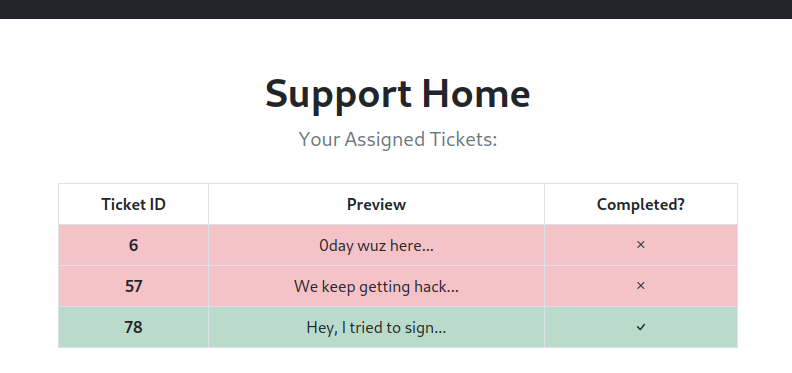 Support Home
Your Assigned Tickets:
Ticket ID Preview Completed?
6 0day wuz here... ×
57 We keep getting hack... ×
78 Hey, I tried to sign... ✓